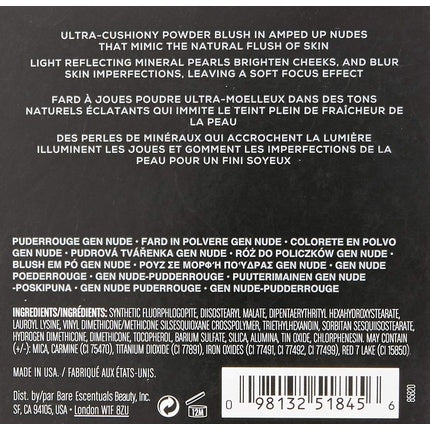 ULTRA-CUSHIONY POWDER BLUSH IN AMPED UP NUDES
THAT MIMIC THE NATURAL FLUSH OF SKIN
LIGHT REFLECTING MINERAL PEARLS BRIGHTEN CHEEKS, AND BLUR
SKIN IMPERFECTIONS, LEAVING A SOFT FOCUS EFFECT
FARD À JOUES POUDRE ULTRA-MOELLEUX DANS DES TONS
NATURELS ÉCLATANTS QUI IMMITE LE TEINT PLEIN DE FRAÎCHEUR DE
LA PEAU
DES PERLES DE MINÉRAUX QUI ACCROCHENT LA LUMIÈRE
ILLUMINENT LES JOUES ET GOMMENT LES IMPERFECTIONS DE LA
PEAU POUR UN FINI SOYEUX
PUDERROUGE GEN NUDE • FARD IN POLVERE GEN NUDE • COLORETE EN POLVO
GEN NUDE • PUDROVÁ TVÁŘENKA GEN NUDE • RÓŻ DO POLICZKÓW GEN NUDE •
BLUSH EM PÓ GEN NUDE • ΡΟΥΖ ΣΕ ΜΟΡΦΉ ΠΟΎΔΡΑΣ GEN NUDE • GEN NUDE
POEDERROUGE • GEN NUDE-PUDDERROUGE • PUUTERIMAINEN GEN NUDE
-POSKIPUNA • GEN NUDE PUDERROUGE • GEN NUDE-PUDDERROUGE
INGREDIENTS/INGRÉDIENTS: SYNTHETIC FLUORPHLOGOPITE, DIISOSTEARYL MALATE, DIPENTAERYTHRITYL HEXAHYDROXYSTEARATE,
LAUROYL LYSINE, VINYL DIMETHICONE/METHICONE SILSESQUIOXANE CROSSPOLYMER, TRIETHYLHEXANOIN, SORBITAN SESQUIISOSTEARATE,
HYDROGEN DIMETHICONE, DIMETHICONE, TOCOPHEROL, BARIUM SULFATE, SILICA, ALUMINA, TIN OXIDE, CHLORPHENESIN. MAY CONTAIN
(+/-) MICA, CARMINE (CI 75470), TITANIUM DIOXIDE (CI 77891), IRON OXIDES (CI 77491, CI 77492, CI 77499), RED 7 LAKE (CI 15850)
MADE IN U.S.A. / FABRIQUÉ AUX ÉTATS-UNIS.
Dist. by/par Bare Escentuals Beauty, Inc.,
SF, CA 94105, USA • London W1F 8ZU
12M
0 98132 51845 6
85820